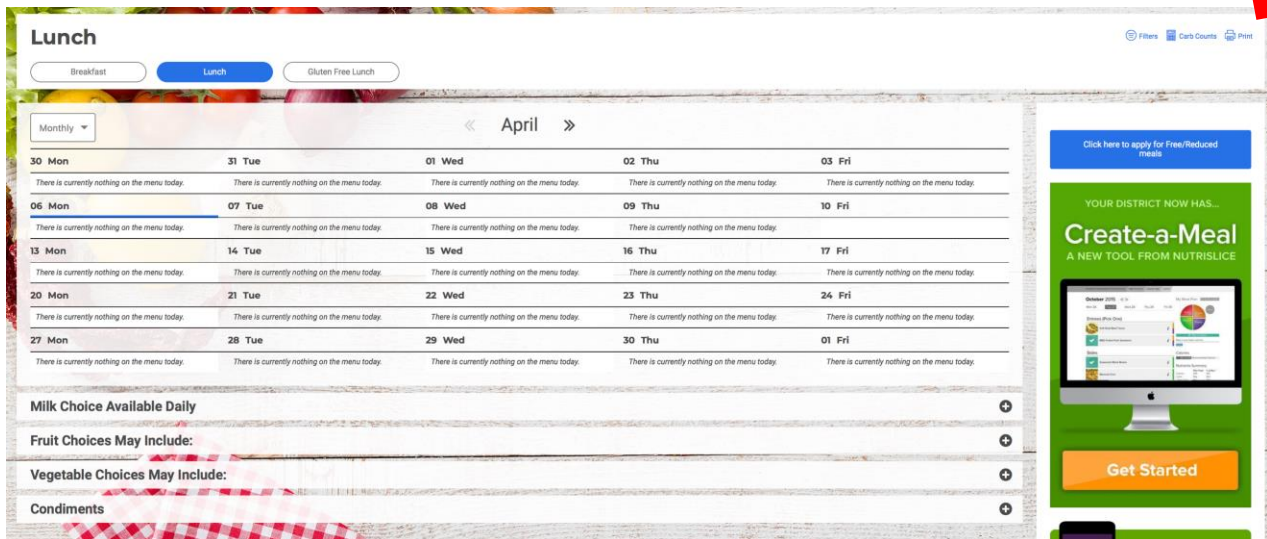 Lunch
Filters Carb Counts Print
Breakfast Lunch Gluten Free Lunch
Monthly April
30 Mon 31 Tue 01 Wed 02 Thu 03 Fri
There is currently nothing on the menu today. There is currently nothing on the menu today. There is currently nothing on the menu today. There is currently nothing on the menu today. There is currently nothing on the menu today.
06 Mon 07 Tue 08 Wed 09 Thu 10 Fri
There is currently nothing on the menu today. There is currently nothing on the menu today. There is currently nothing on the menu today. There is currently nothing on the menu today.
13 Mon 14 Tue 15 Wed 16 Thu 17 Fri
There is currently nothing on the menu today. There is currently nothing on the menu today. There is currently nothing on the menu today. There is currently nothing on the menu today. There is currently nothing on the menu today.
20 Mon 21 Tue 22 Wed 23 Thu 24 Fri
There is currently nothing on the menu today. There is currently nothing on the menu today. There is currently nothing on the menu today. There is currently nothing on the menu today. There is currently nothing on the menu today.
27 Mon 28 Tue 29 Wed 30 Thu 01 Fri
There is currently nothing on the menu today. There is currently nothing on the menu today. There is currently nothing on the menu today. There is currently nothing on the menu today. There is currently nothing on the menu today.
Milk Choice Available Daily
Fruit Choices May Include:
Vegetable Choices May Include:
Condiments
Click here to apply for Free/Reduced
meals
YOUR DISTRICT NOW HAS...
Create-a-Meal
A NEW TOOL FROM NUTRISLICE
October 2015
Get Started